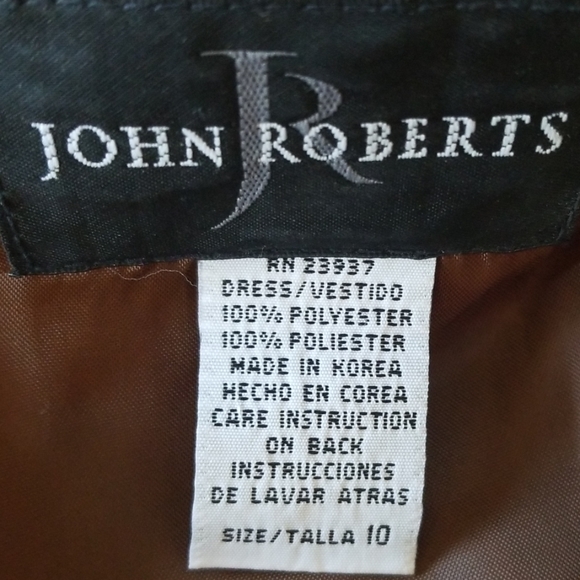 JOHN ROBERTS
JR
RN 23937
DRESS/VESTIDO
100% POLYESTER
100% POLIESTER
MADE IN KOREA
HECHO EN COREA
CARE INSTRUCTION
ON BACK
INSTRUCCIONES
DE LAVAR ATRAS
SIZE/TALLA 10